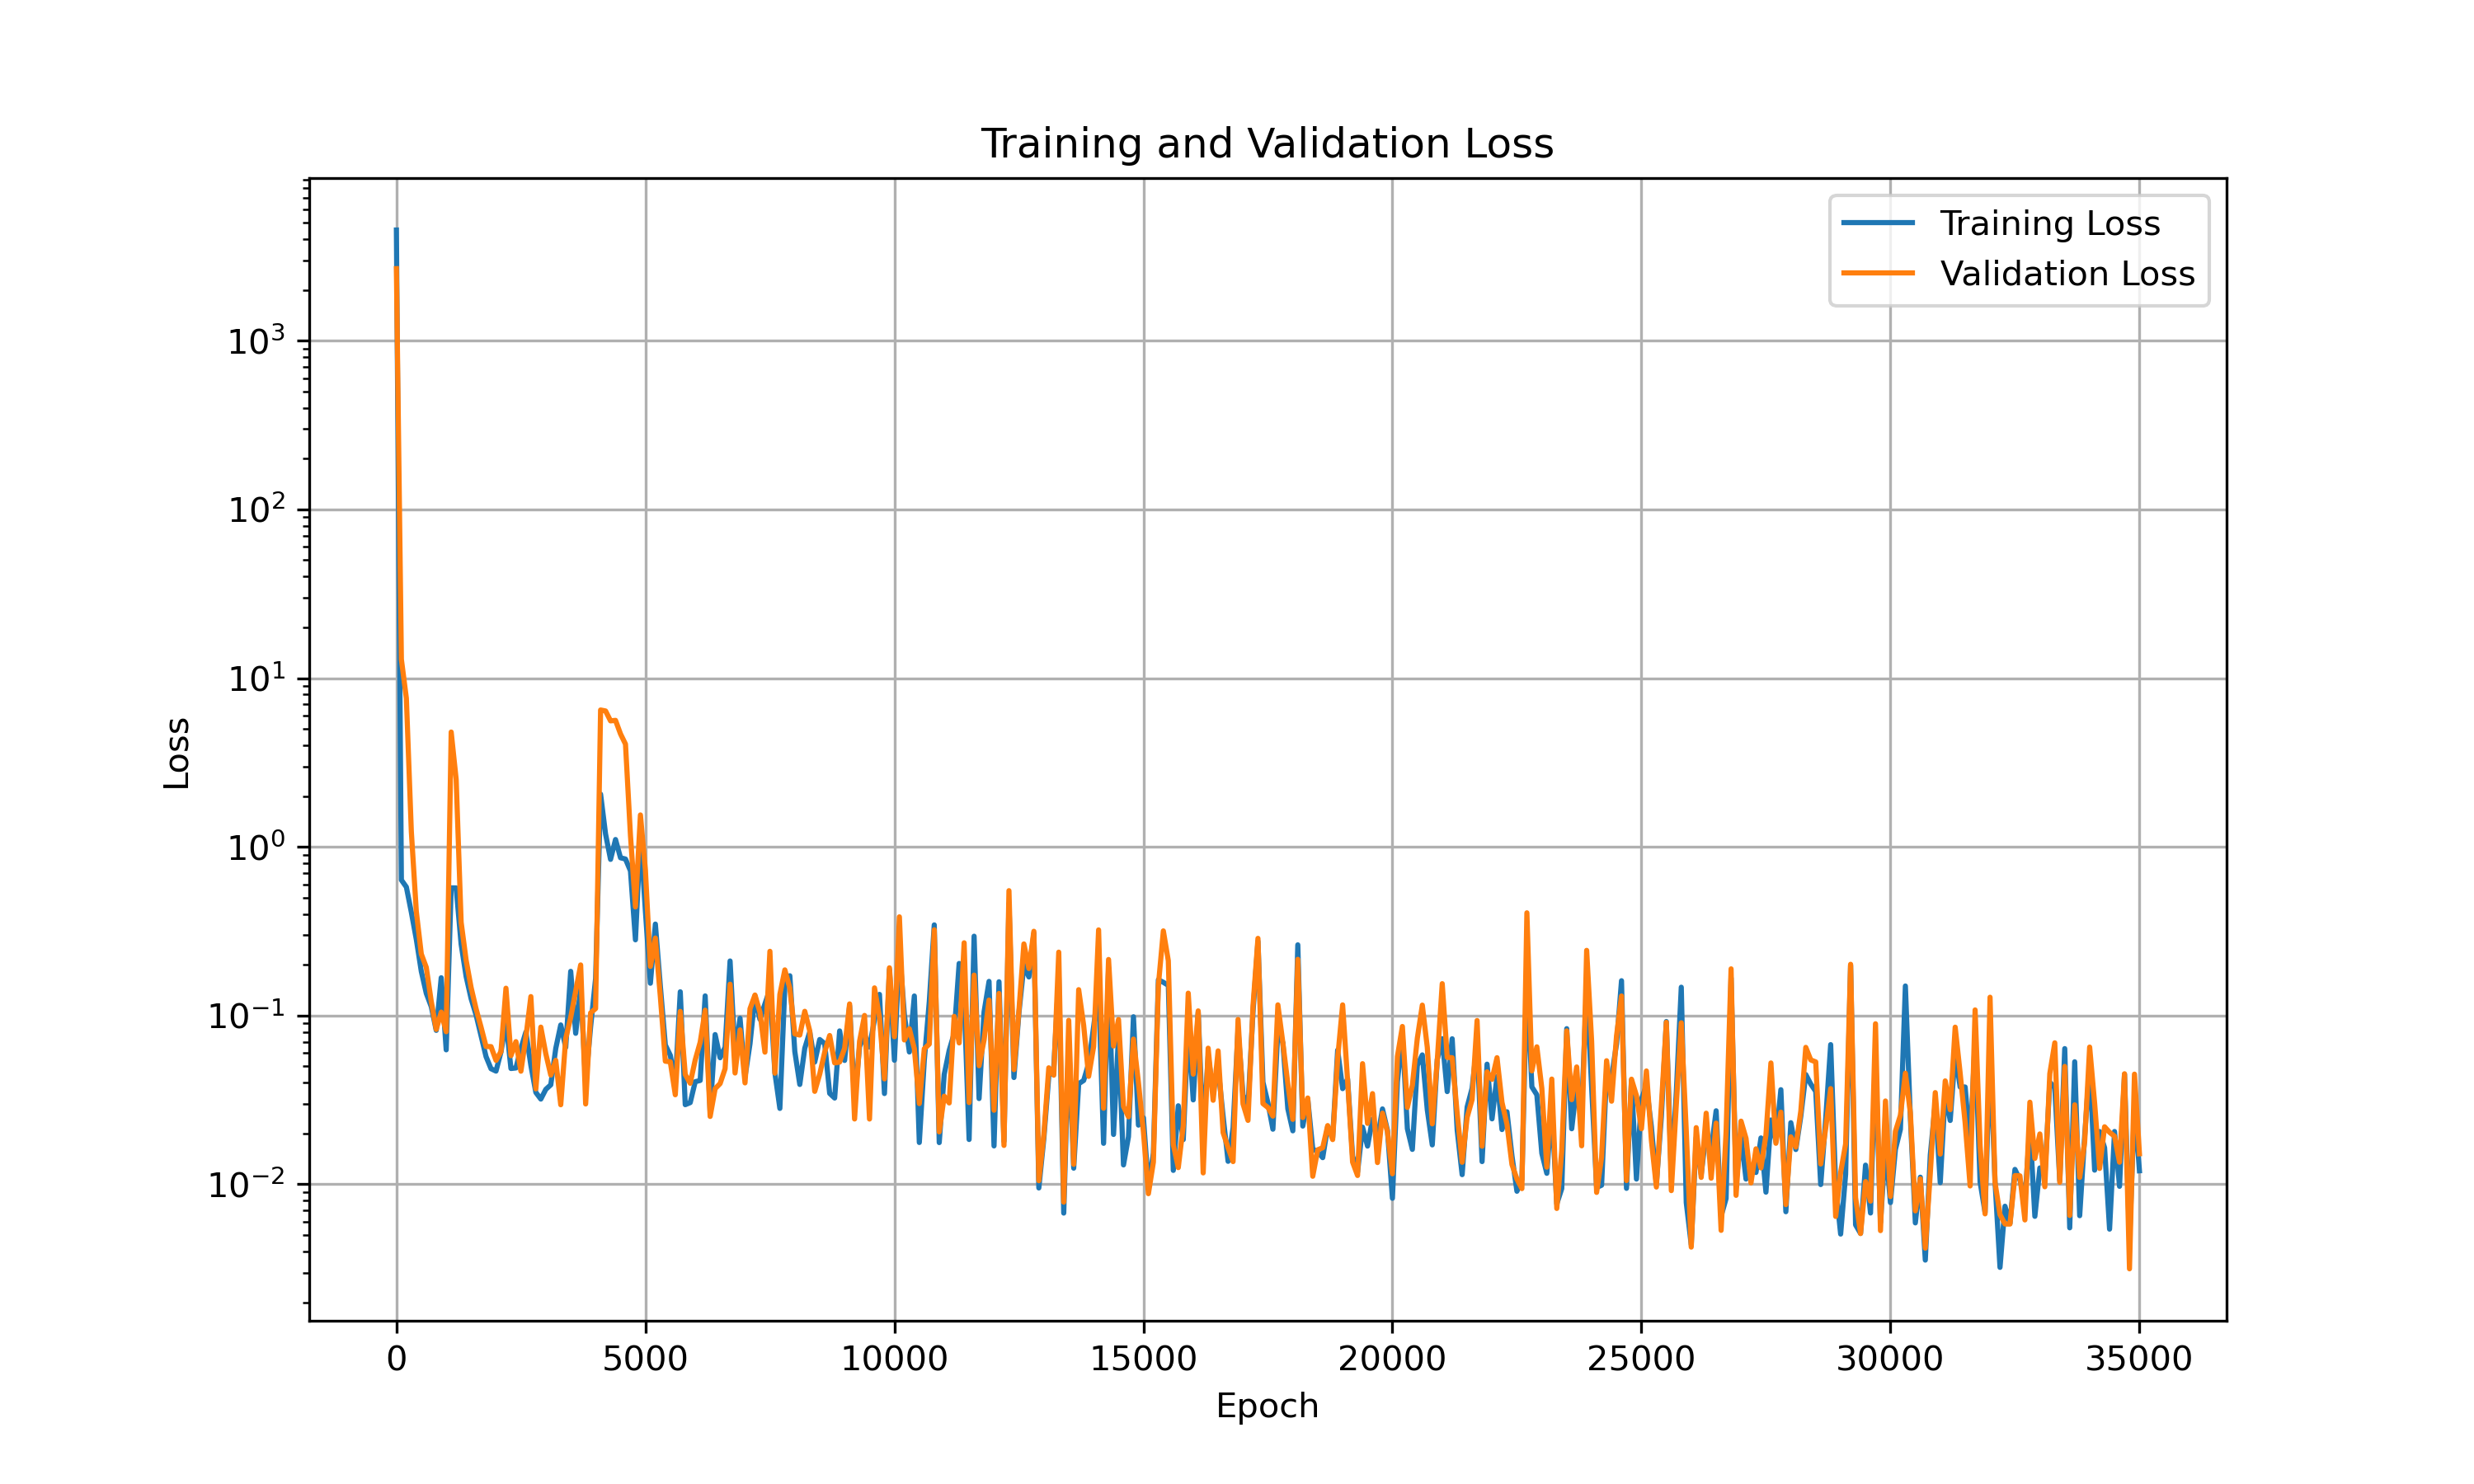 Training and Validation Loss
Training Loss
Validation Loss
10³
10²
10¹
10⁰
10⁻¹
10⁻²
Loss
0 5000 10000 15000 20000 25000 30000 35000
Epoch